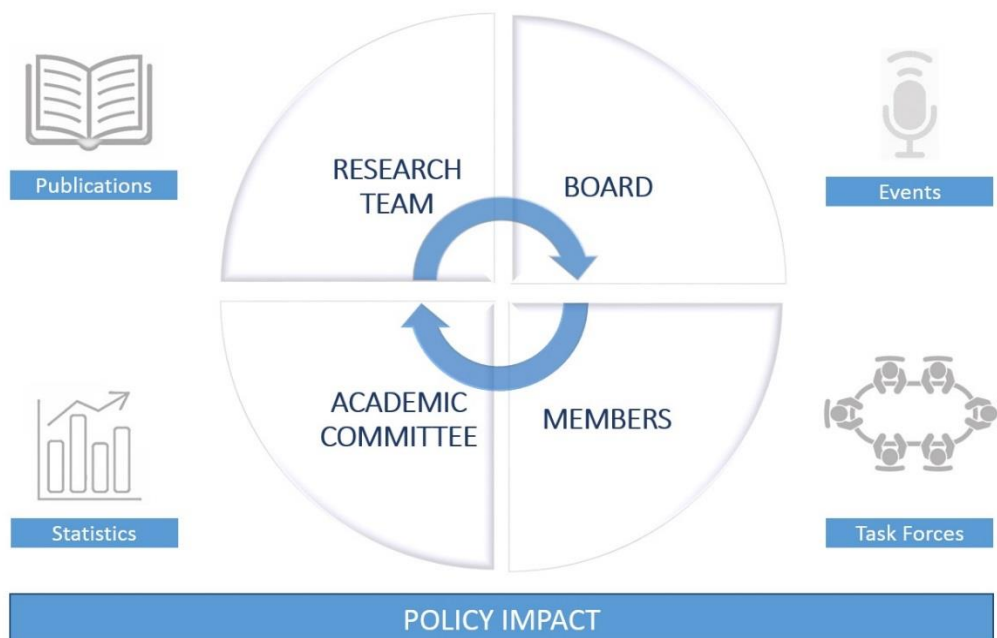 RESEARCH
TEAM
BOARD
Publications
Events
ACADEMIC
COMMITTEE
MEMBERS
Statistics
Task Forces
POLICY IMPACT